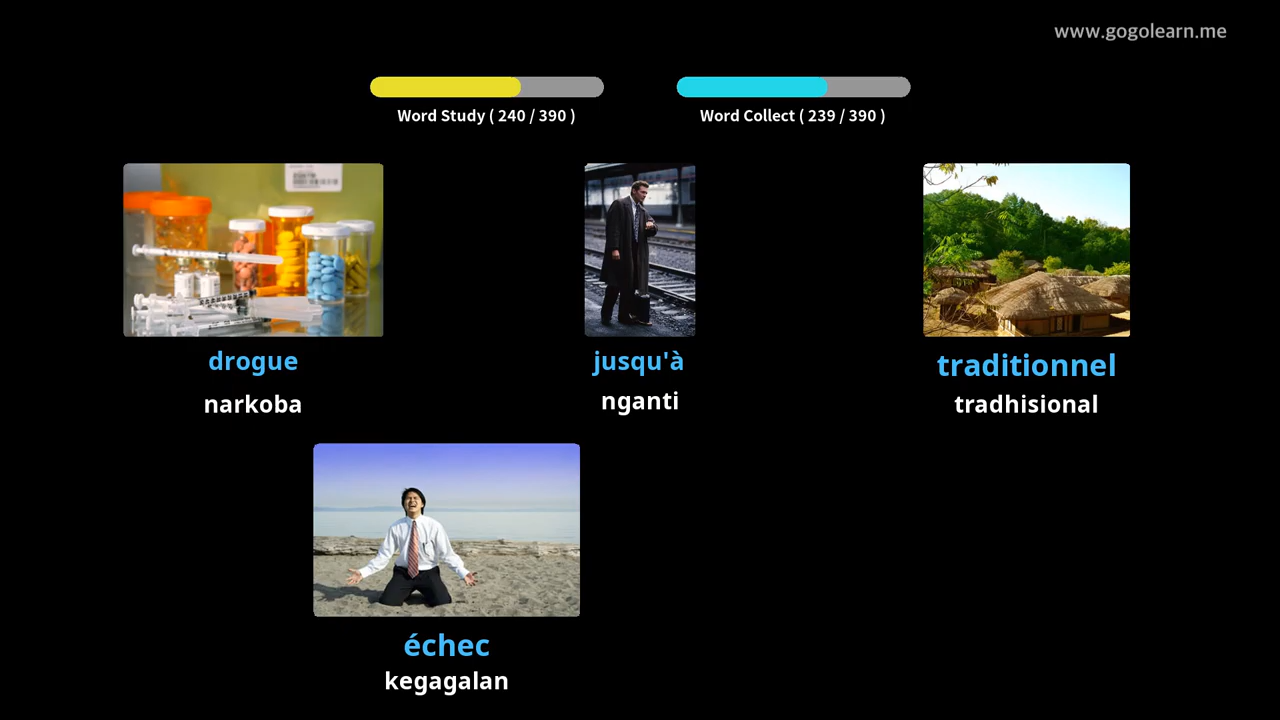 www.gogolearn.me
Word Study ( 240 / 390 )
Word Collect ( 239 / 390 )
drogue
narkoba
jusqu'à
nganti
traditionnel
tradhisional
échec
kegagalan